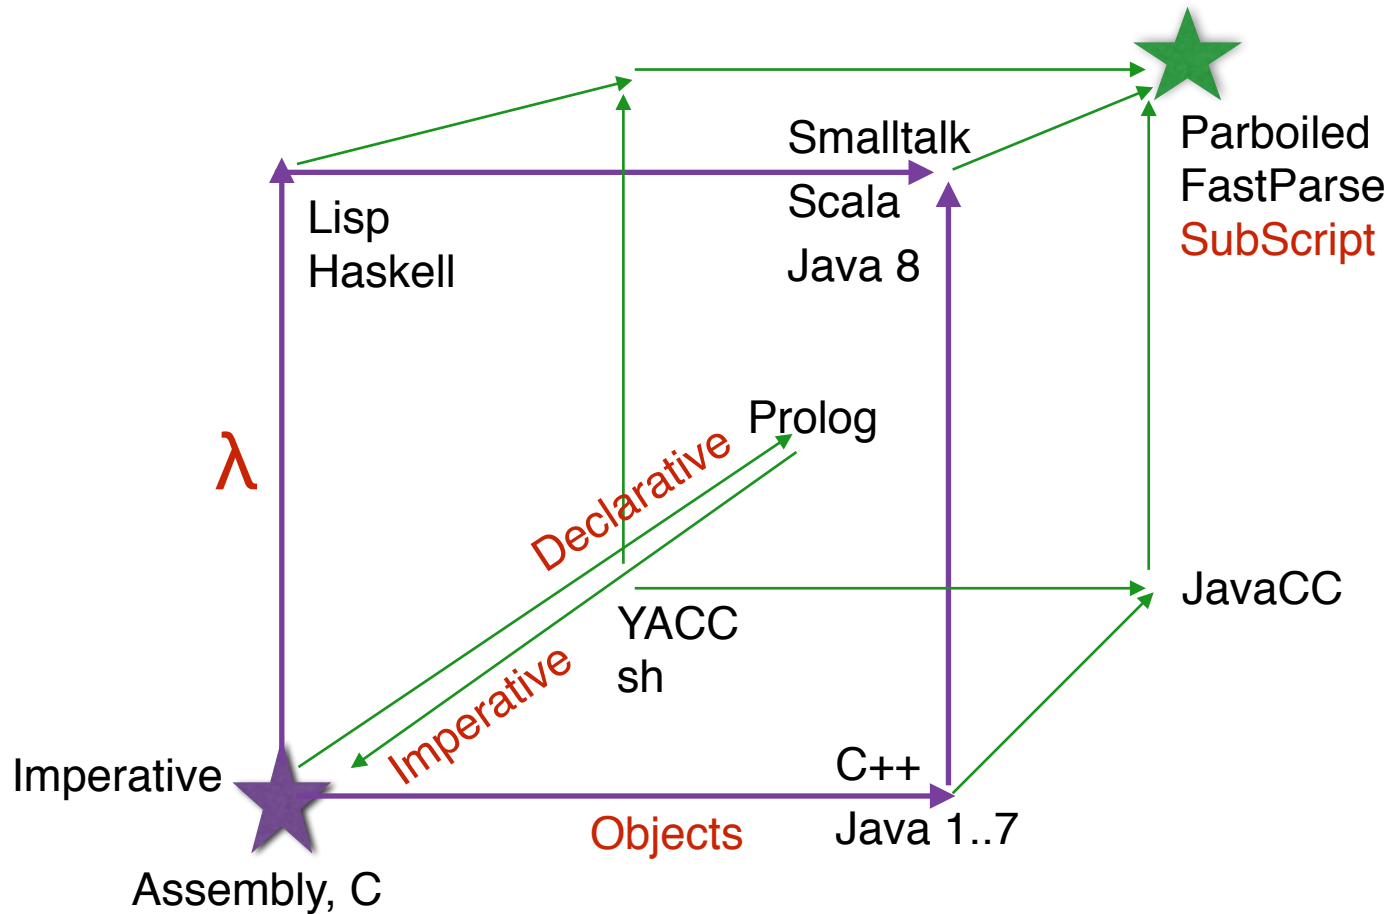 Smalltalk
Scala
Java 8
Parboiled
FastParse
SubScript
Lisp
Haskell
λ
Prolog
Declarative
Imperative
YACC
sh
JavaCC
Imperative
Assembly, C
Objects
C++
Java 1..7